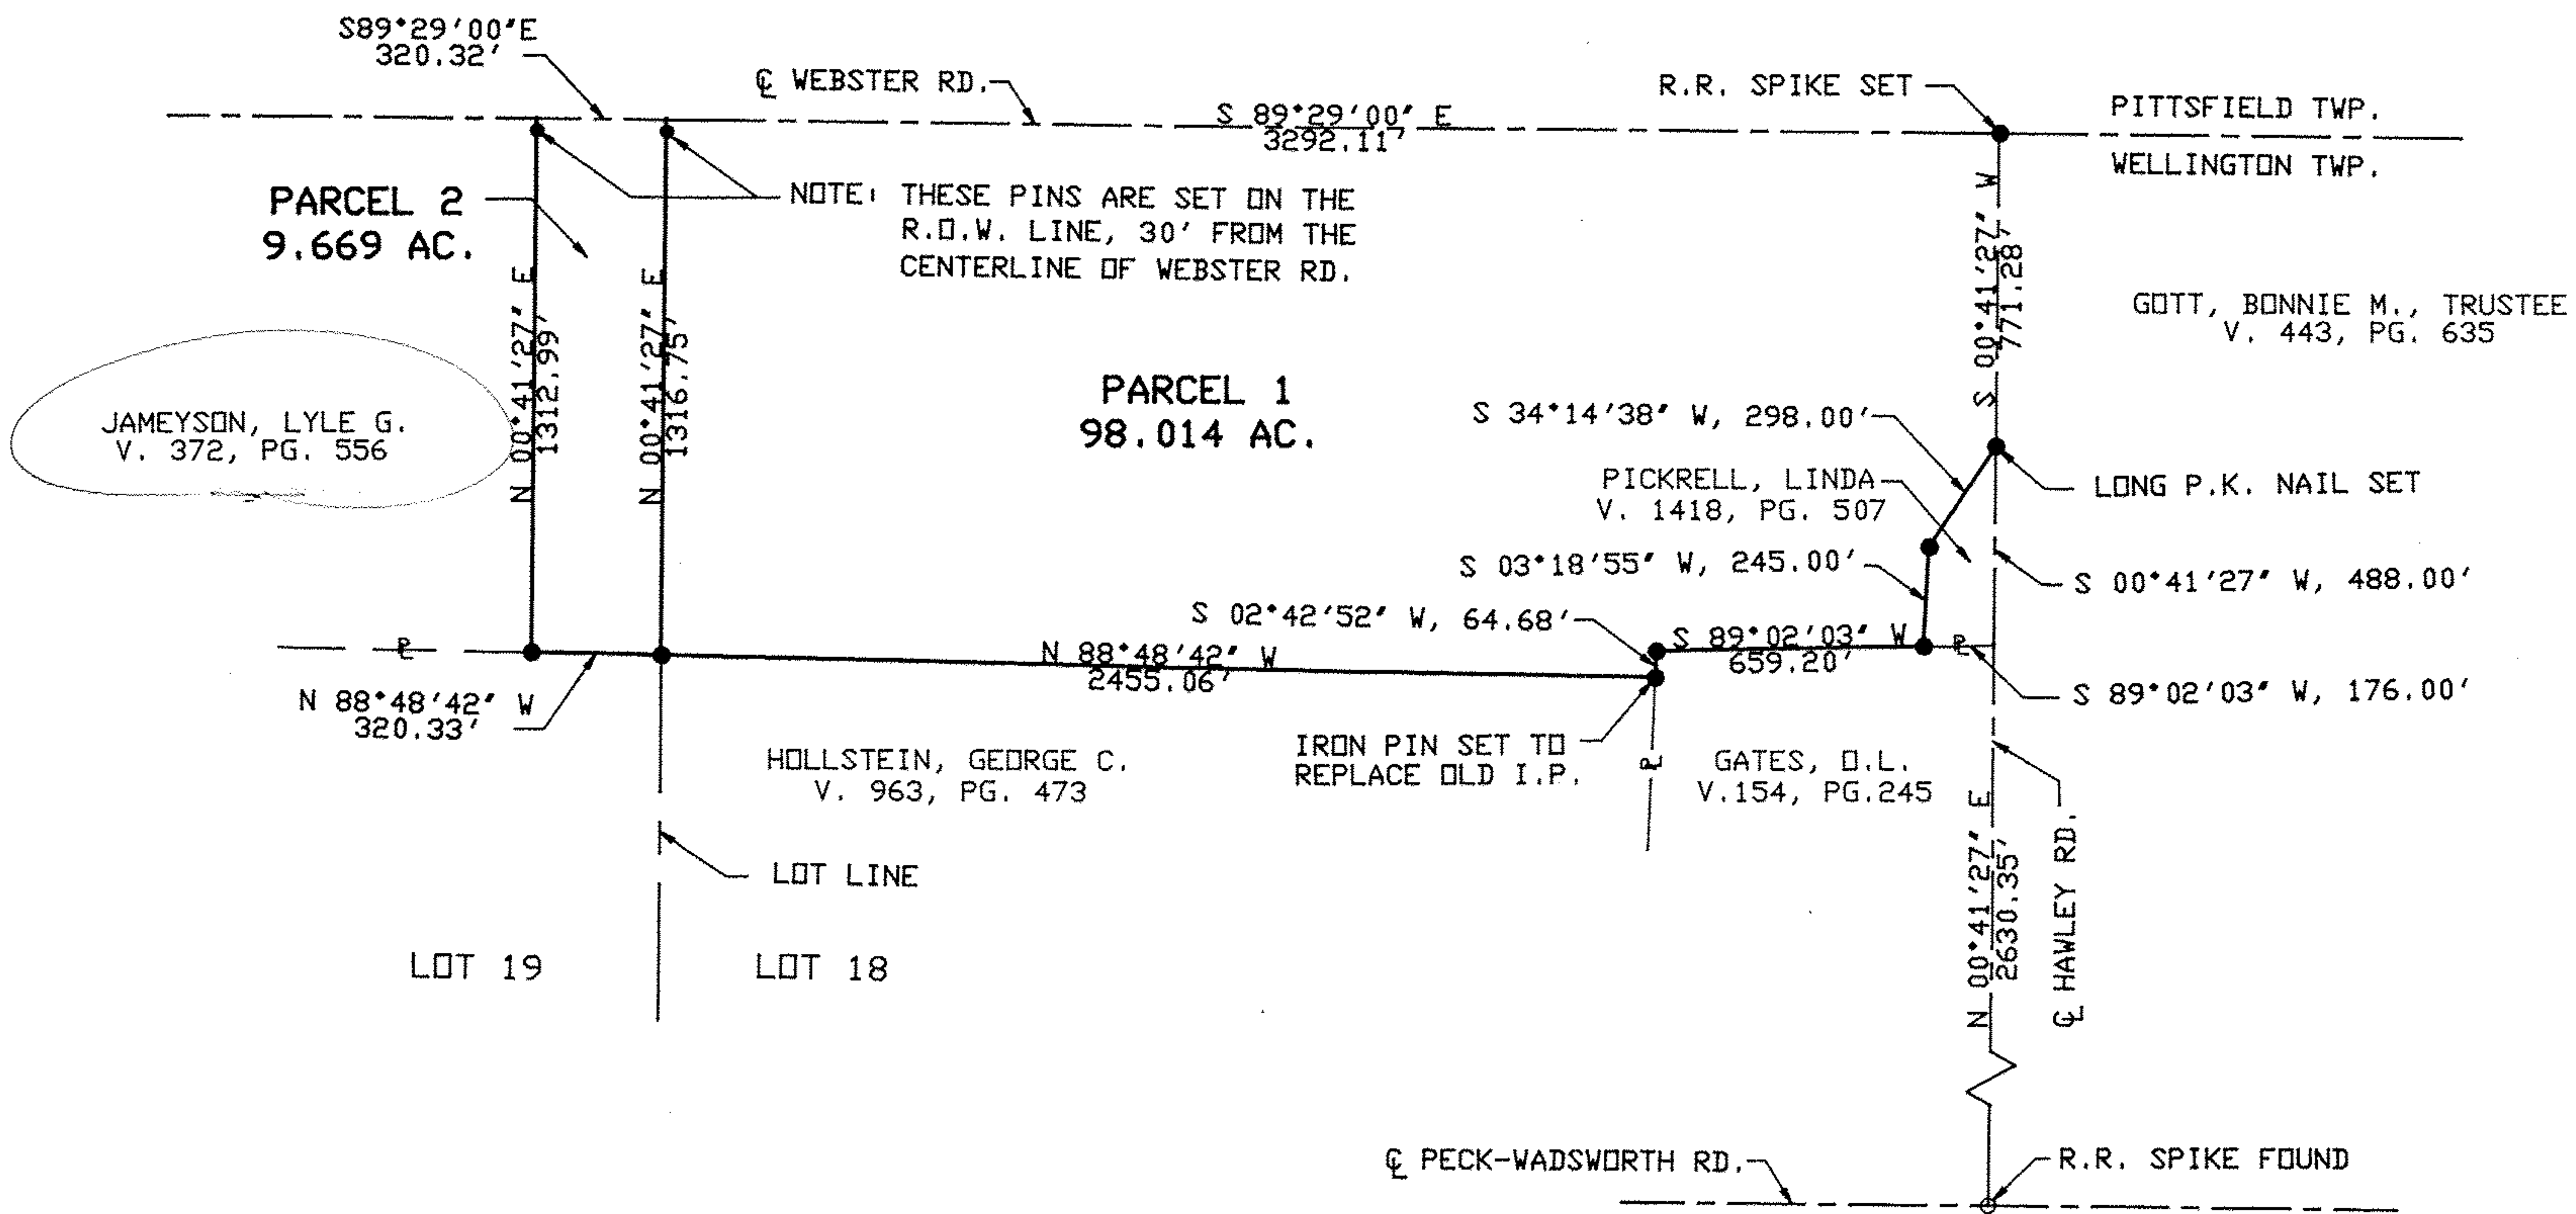 S89°29'00"E
320.32'
℄ WEBSTER RD.
S 89°29'00" E
3292.11'
R.R. SPIKE SET
PITTSFIELD TWP.
WELLINGTON TWP.
PARCEL 2
9.669 AC.
NOTE: THESE PINS ARE SET ON THE
R.O.W. LINE, 30' FROM THE
CENTERLINE OF WEBSTER RD.
N 00°41'27" E
1312.99'
N 00°41'27" E
1316.75'
S 00°41'27" W
771.28'
GOTT, BONNIE M., TRUSTEE
V. 443, PG. 635
JAMEYSON, LYLE G.
V. 372, PG. 556
PARCEL 1
98.014 AC.
S 34°14'38" W, 298.00'
PICKRELL, LINDA
V. 1418, PG. 507
LONG P.K. NAIL SET
S 03°18'55" W, 245.00'
S 00°41'27" W, 488.00'
S 02°42'52" W, 64.68'
S 89°02'03" W
659.20'
PL
S 89°02'03" W, 176.00'
PL
N 88°48'42" W
320.33'
N 88°48'42" W
2455.06'
IRON PIN SET TO
REPLACE OLD I.P.
PL
HOLLSTEIN, GEORGE C.
V. 963, PG. 473
GATES, O.L.
V.154, PG.245
N 00°41'27" E
2630.35'
℄ HAWLEY RD.
LOT LINE
LOT 19
LOT 18
℄ PECK-WADSWORTH RD.
R.R. SPIKE FOUND